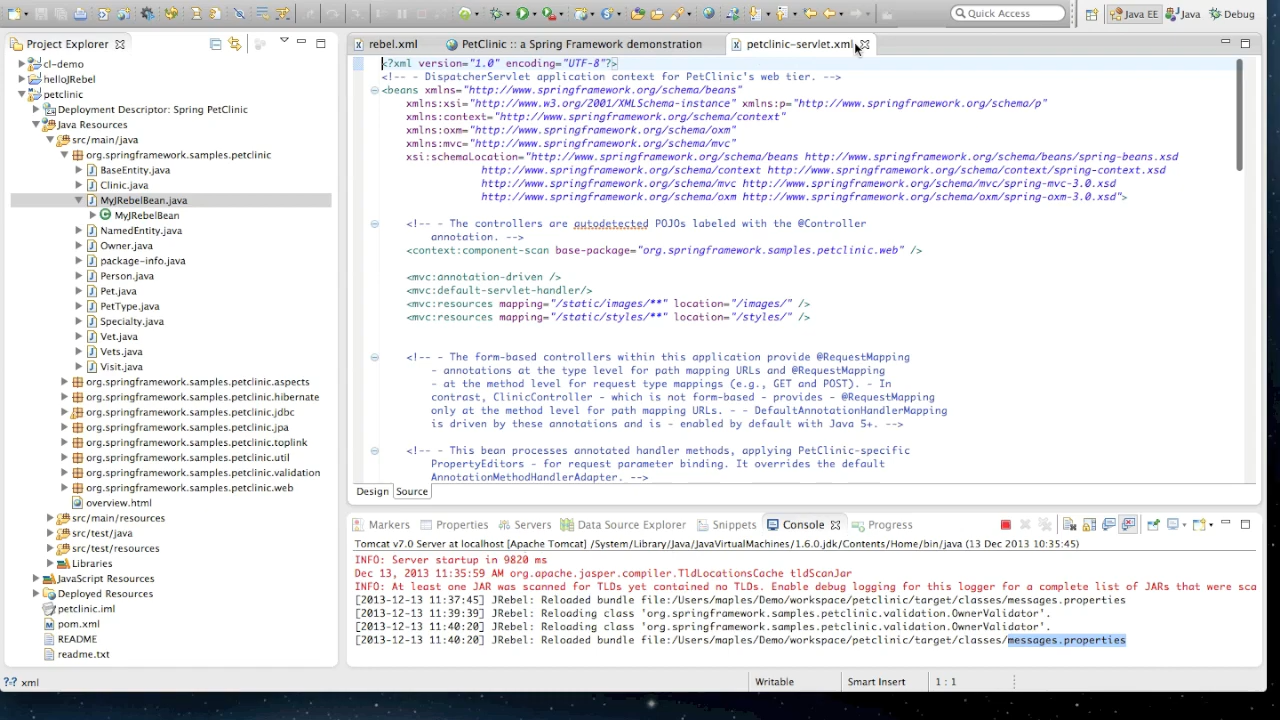 Quick Access
Java EE
Java
Debug
Project Explorer
rebel.xml
PetClinic :: a Spring Framework demonstration
petclinic-servlet.xml
cl-demo
helloJRebel
petclinic
Deployment Descriptor: Spring PetClinic
Java Resources
src/main/java
org.springframework.samples.petclinic
BaseEntity.java
Clinic.java
MyJRebelBean.java
MyJRebelBean
NamedEntity.java
Owner.java
package-info.java
Person.java
Pet.java
PetType.java
Specialty.java
Vet.java
Vets.java
Visit.java
org.springframework.samples.petclinic.aspects
org.springframework.samples.petclinic.hibernate
org.springframework.samples.petclinic.jdbc
org.springframework.samples.petclinic.jpa
org.springframework.samples.petclinic.toplink
org.springframework.samples.petclinic.util
org.springframework.samples.petclinic.validation
org.springframework.samples.petclinic.web
overview.html
src/main/resources
src/test/java
src/test/resources
Libraries
JavaScript Resources
Deployed Resources
petclinic.iml
pom.xml
README
readme.txt
<?xml version="1.0" encoding="UTF-8"?>
<!-- - DispatcherServlet application context for PetClinic's web tier. -->
<beans xmlns="http://www.springframework.org/schema/beans"
xmlns:xsi="http://www.w3.org/2001/XMLSchema-instance" xmlns:p="http://www.springframework.org/schema/p"
xmlns:context="http://www.springframework.org/schema/context"
xmlns:oxm="http://www.springframework.org/schema/oxm"
xmlns:mvc="http://www.springframework.org/schema/mvc"
xsi:schemaLocation="http://www.springframework.org/schema/beans http://www.springframework.org/schema/beans/spring-beans.xsd
http://www.springframework.org/schema/context http://www.springframework.org/schema/context/spring-context.xsd
http://www.springframework.org/schema/mvc http://www.springframework.org/schema/mvc/spring-mvc-3.0.xsd
http://www.springframework.org/schema/oxm http://www.springframework.org/schema/oxm/spring-oxm-3.0.xsd">
<!-- - The controllers are autodetected POJOs labeled with the @Controller
annotation. -->
<context:component-scan base-package="org.springframework.samples.petclinic.web" />
<mvc:annotation-driven />
<mvc:default-servlet-handler/>
<mvc:resources mapping="/static/images/**" location="/images/" />
<mvc:resources mapping="/static/styles/**" location="/styles/" />
<!-- - The form-based controllers within this application provide @RequestMapping
- annotations at the type level for path mapping URLs and @RequestMapping
- at the method level for request type mappings (e.g., GET and POST). - In
contrast, ClinicController - which is not form-based - provides - @RequestMapping
only at the method level for path mapping URLs. - - DefaultAnnotationHandlerMapping
is driven by these annotations and is - enabled by default with Java 5+. -->
<!-- - This bean processes annotated handler methods, applying PetClinic-specific
PropertyEditors - for request parameter binding. It overrides the default
AnnotationMethodHandlerAdapter. -->
Design
Source
Markers
Properties
Servers
Data Source Explorer
Snippets
Console
Progress
Tomcat v7.0 Server at localhost [Apache Tomcat] /System/Library/Java/JavaVirtualMachines/1.6.0.jdk/Contents/Home/bin/java (13 Dec 2013 10:35:45)
INFO: Server startup in 9820 ms
Dec 13, 2013 11:35:59 AM org.apache.jasper.compiler.TldLocationsCache tldScanJar
INFO: At least one JAR was scanned for TLDs yet contained no TLDs. Enable debug logging for this logger for a complete list of JARs that were sca
[2013-12-13 11:37:45] JRebel: Reloaded bundle file:/Users/maples/Demo/workspace/petclinic/target/classes/messages.properties
[2013-12-13 11:39:39] JRebel: Reloading class 'org.springframework.samples.petclinic.validation.OwnerValidator'.
[2013-12-13 11:40:20] JRebel: Reloading class 'org.springframework.samples.petclinic.validation.OwnerValidator'.
[2013-12-13 11:40:20] JRebel: Reloaded bundle file:/Users/maples/Demo/workspace/petclinic/target/classes/messages.properties
xml
Writable
Smart Insert
1 : 1